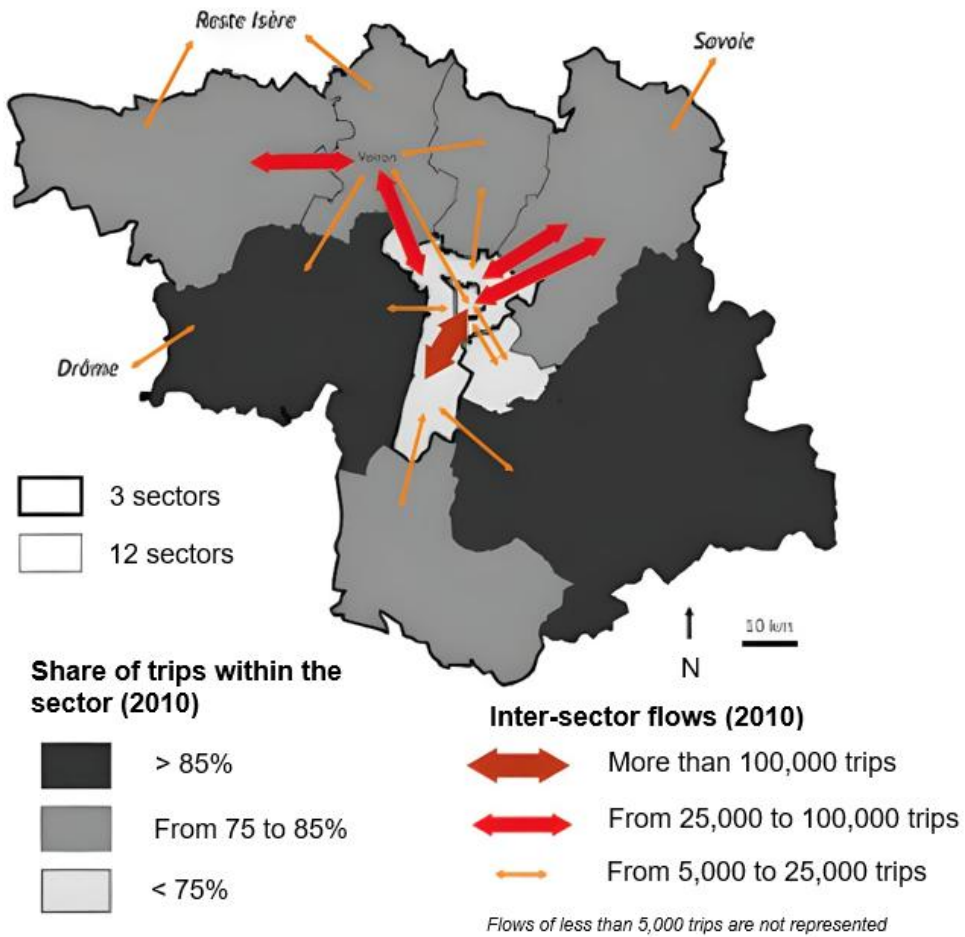 Reste Isère
Savoie
Voiron
Drôme
3 sectors
12 sectors
10 km
N
Share of trips within the
sector (2010)
> 85%
From 75 to 85%
< 75%
Inter-sector flows (2010)
More than 100,000 trips
From 25,000 to 100,000 trips
From 5,000 to 25,000 trips
Flows of less than 5,000 trips are not represented